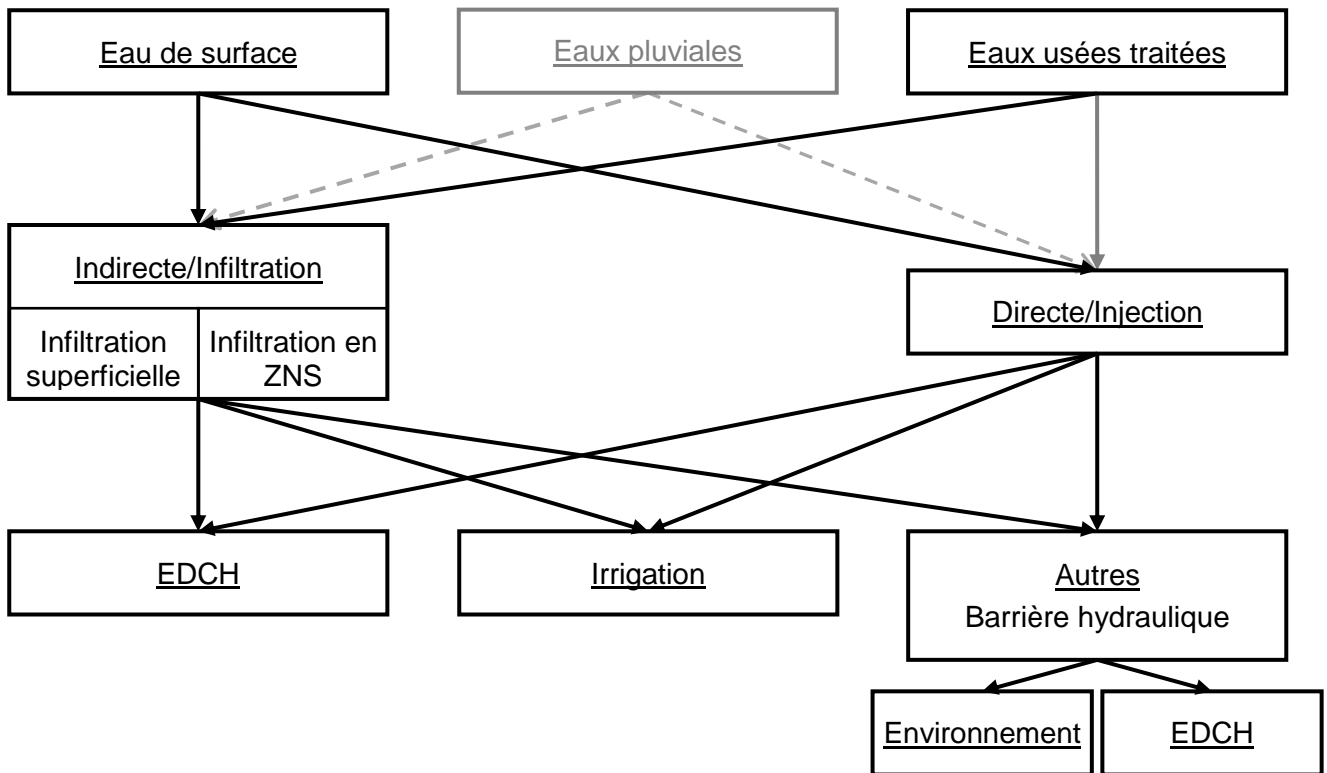 Eau de surface
Eaux pluviales
Eaux usées traitées
Indirecte/Infiltration
Infiltration
superficielle
Infiltration en
ZNS
Directe/Injection
EDCH
Irrigation
Autres
Barrière hydraulique
Environnement
EDCH